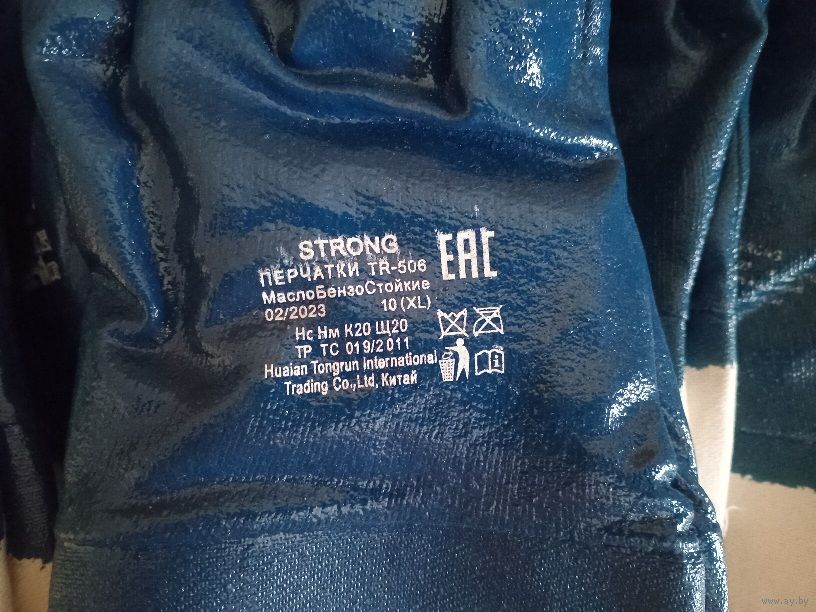 STRONG
ПЕРЧАТКИ TR-506
МаслоБензоСтойкие
02/2023 10 (XL)
EAC
Нс Нм К20 Щ20
ТР ТС 019/2011
Huaian Tongrun International
Trading Co.,Ltd, Китай
www.ay.by